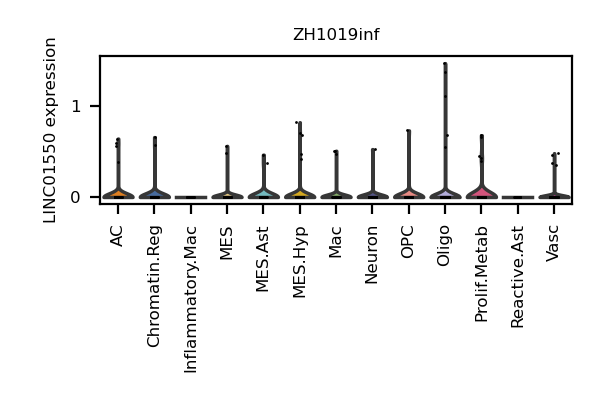 ZH1019inf
LINC01550 expression
1
0
AC
Chromatin.Reg
Inflammatory.Mac
MES
MES.Ast
MES.Hyp
Mac
Neuron
OPC
Oligo
Prolif.Metab
Reactive.Ast
Vasc